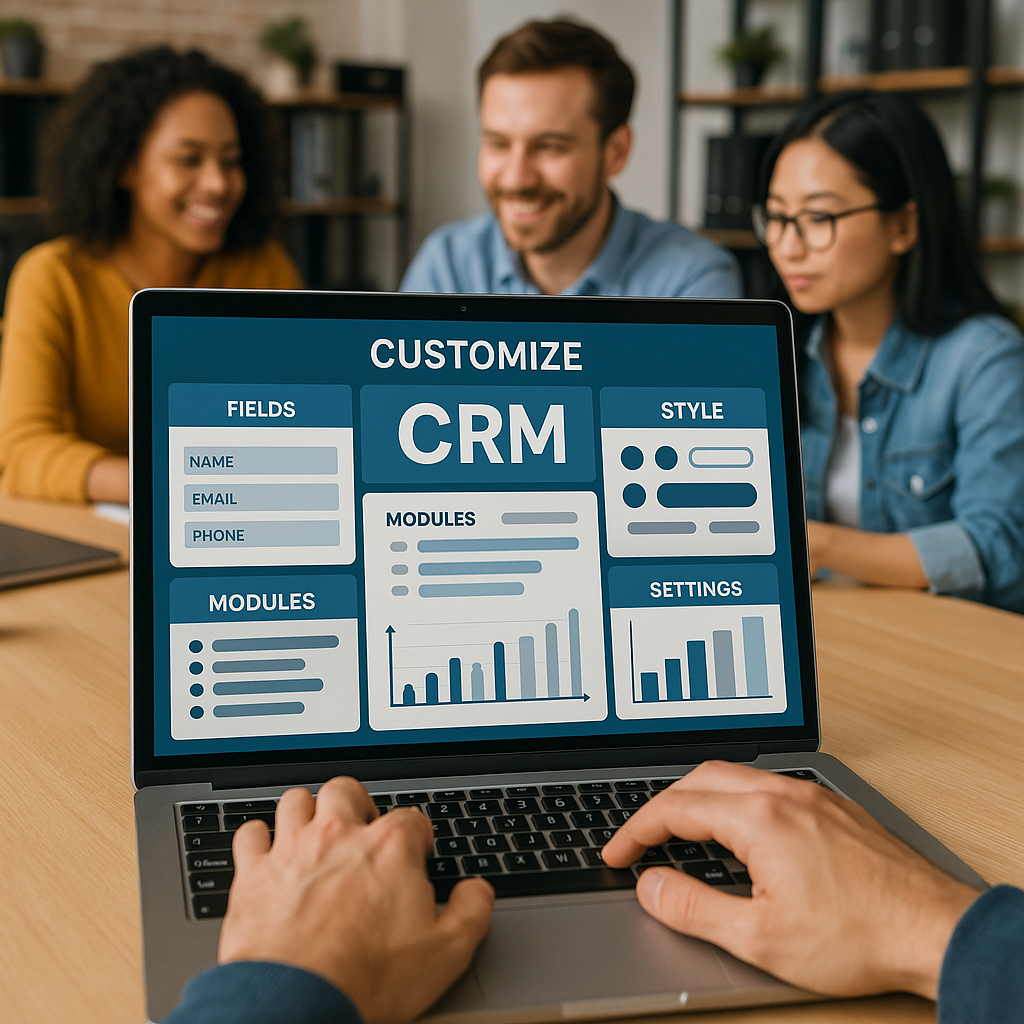 CUSTOMIZE
FIELDS
NAME
EMAIL
PHONE
CRM
STYLE
MODULES
MODULES
SETTINGS